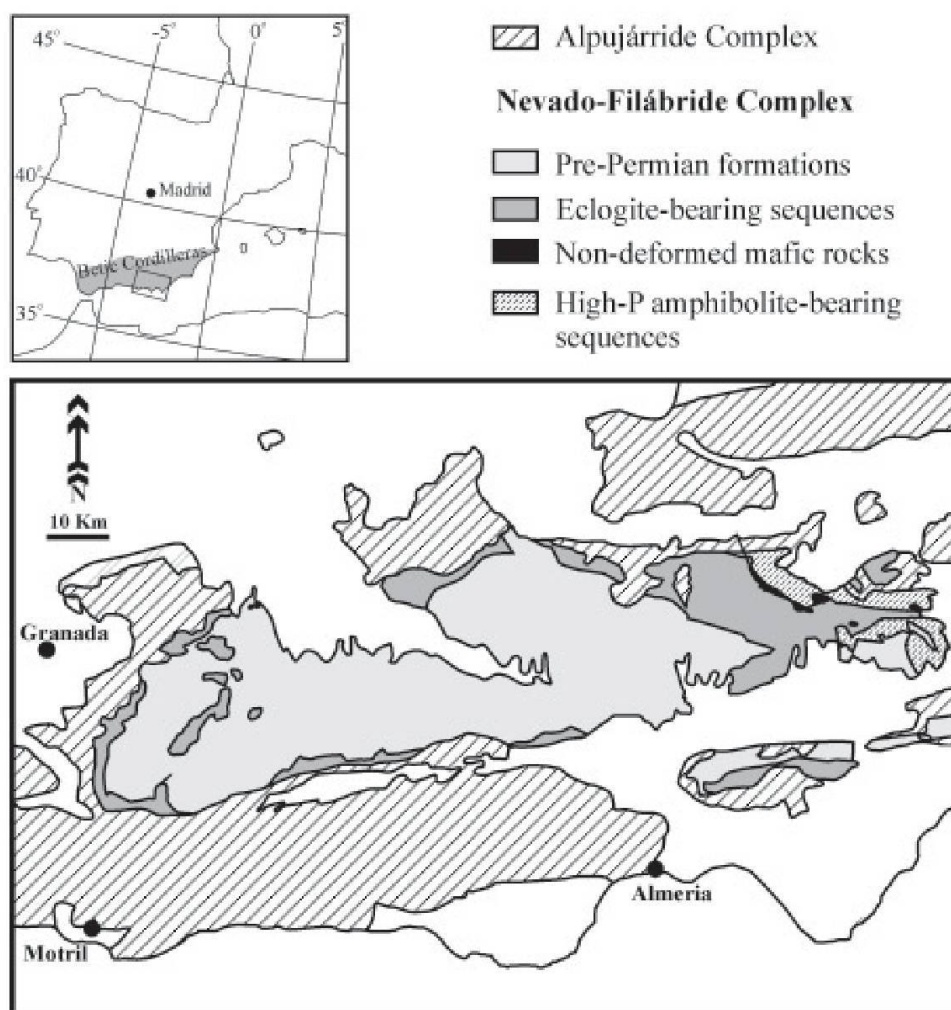 45°
-5°
0°
5°
40°
Madrid
Betic Cordilleras
35°
Alpujárride Complex
Nevado-Filábride Complex
Pre-Permian formations
Eclogite-bearing sequences
Non-deformed mafic rocks
High-P amphibolite-bearing
sequences
N
10 Km
Granada
Almeria
Motril